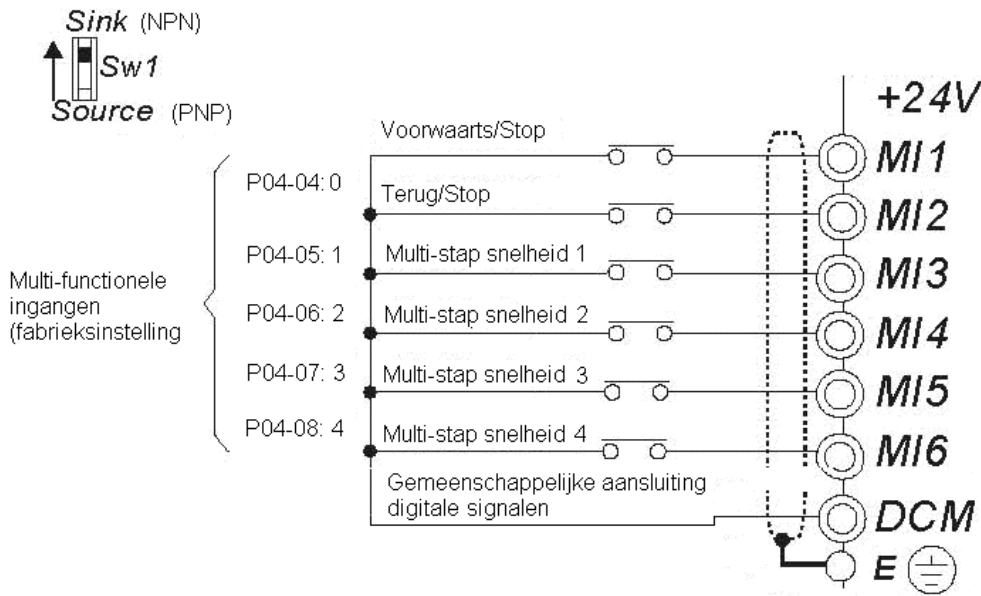 Sink (NPN)
Sw1
Source (PNP)
+24V
Voorwaarts/Stop
MI1
P04-04: 0
Terug/Stop
MI2
P04-05: 1
Multi-stap snelheid 1
MI3
Multi-functionele
ingangen
(fabrieksinstelling
P04-06: 2
Multi-stap snelheid 2
MI4
P04-07: 3
Multi-stap snelheid 3
MI5
P04-08: 4
Multi-stap snelheid 4
MI6
Gemeenschappelijke aansluiting
digitale signalen
DCM
E